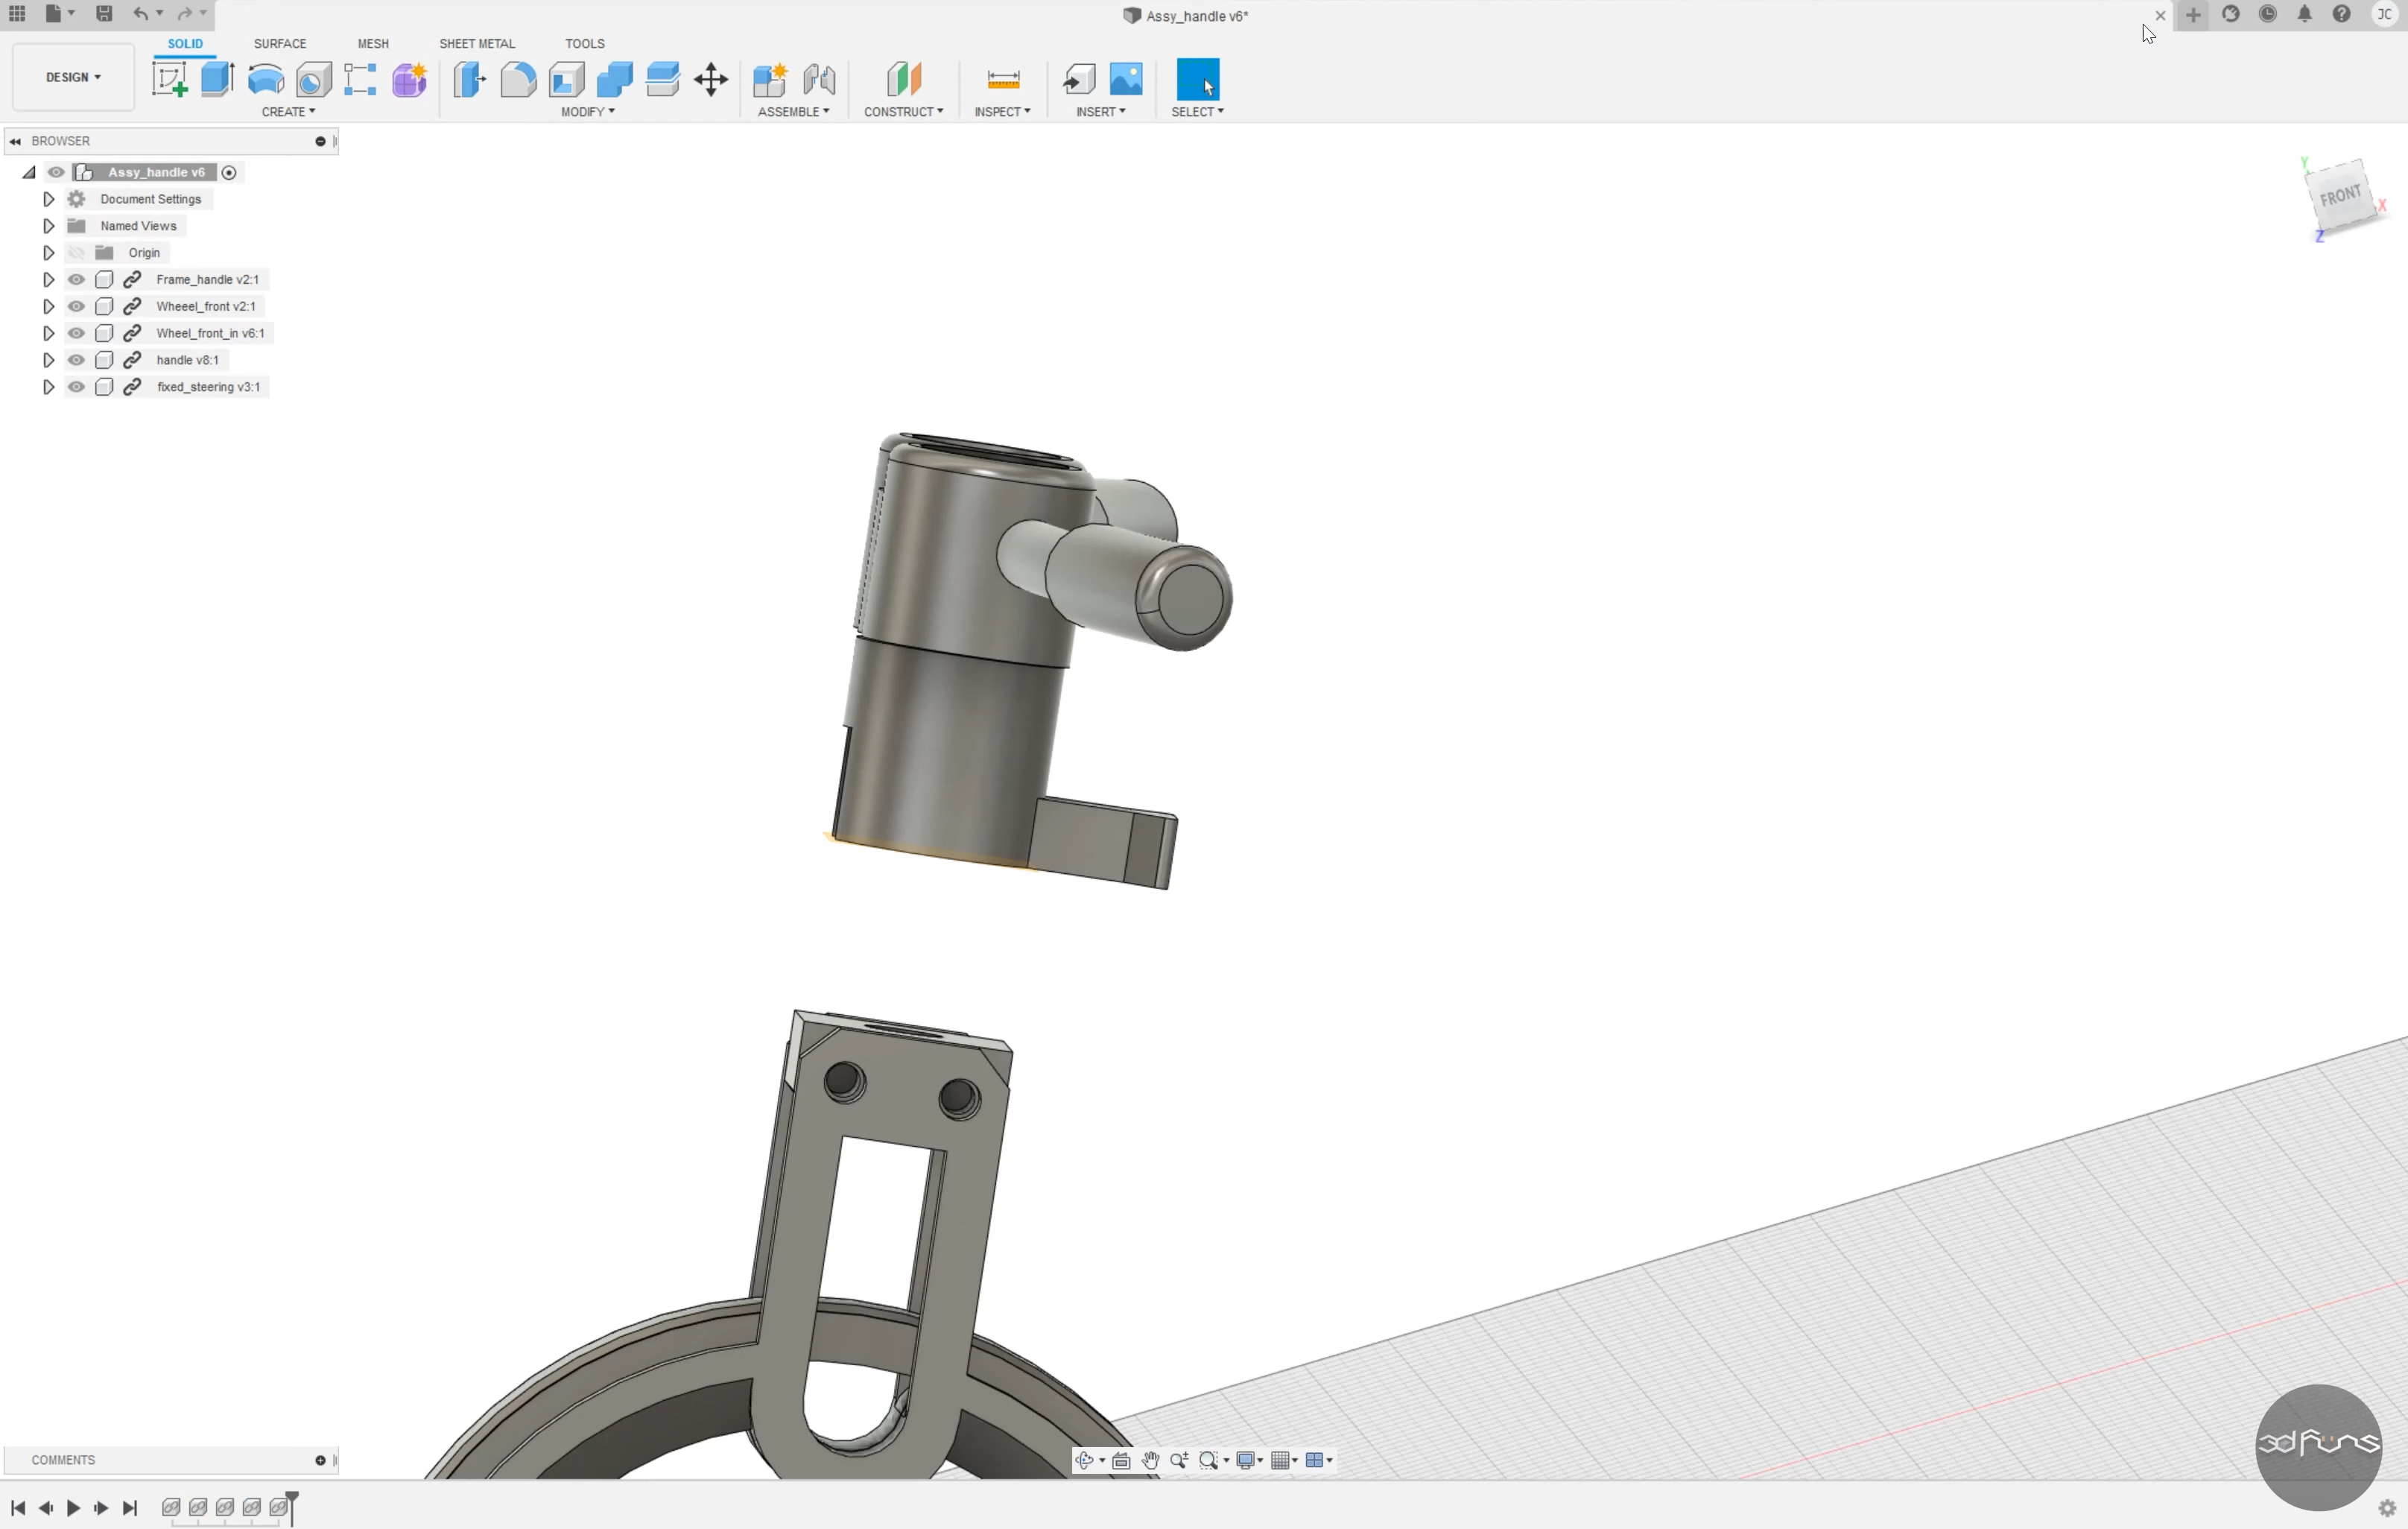 Assy_handle v6*
JC
SOLID
SURFACE
MESH
SHEET METAL
TOOLS
DESIGN
CREATE
MODIFY
ASSEMBLE
CONSTRUCT
INSPECT
INSERT
SELECT
BROWSER
Assy_handle v6
Document Settings
Named Views
Origin
Frame_handle v2:1
Wheeel_front v2:1
Wheel_front_in v6:1
handle v8:1
fixed_steering v3:1
Y
FRONT
X
Z
COMMENTS
3dfuns